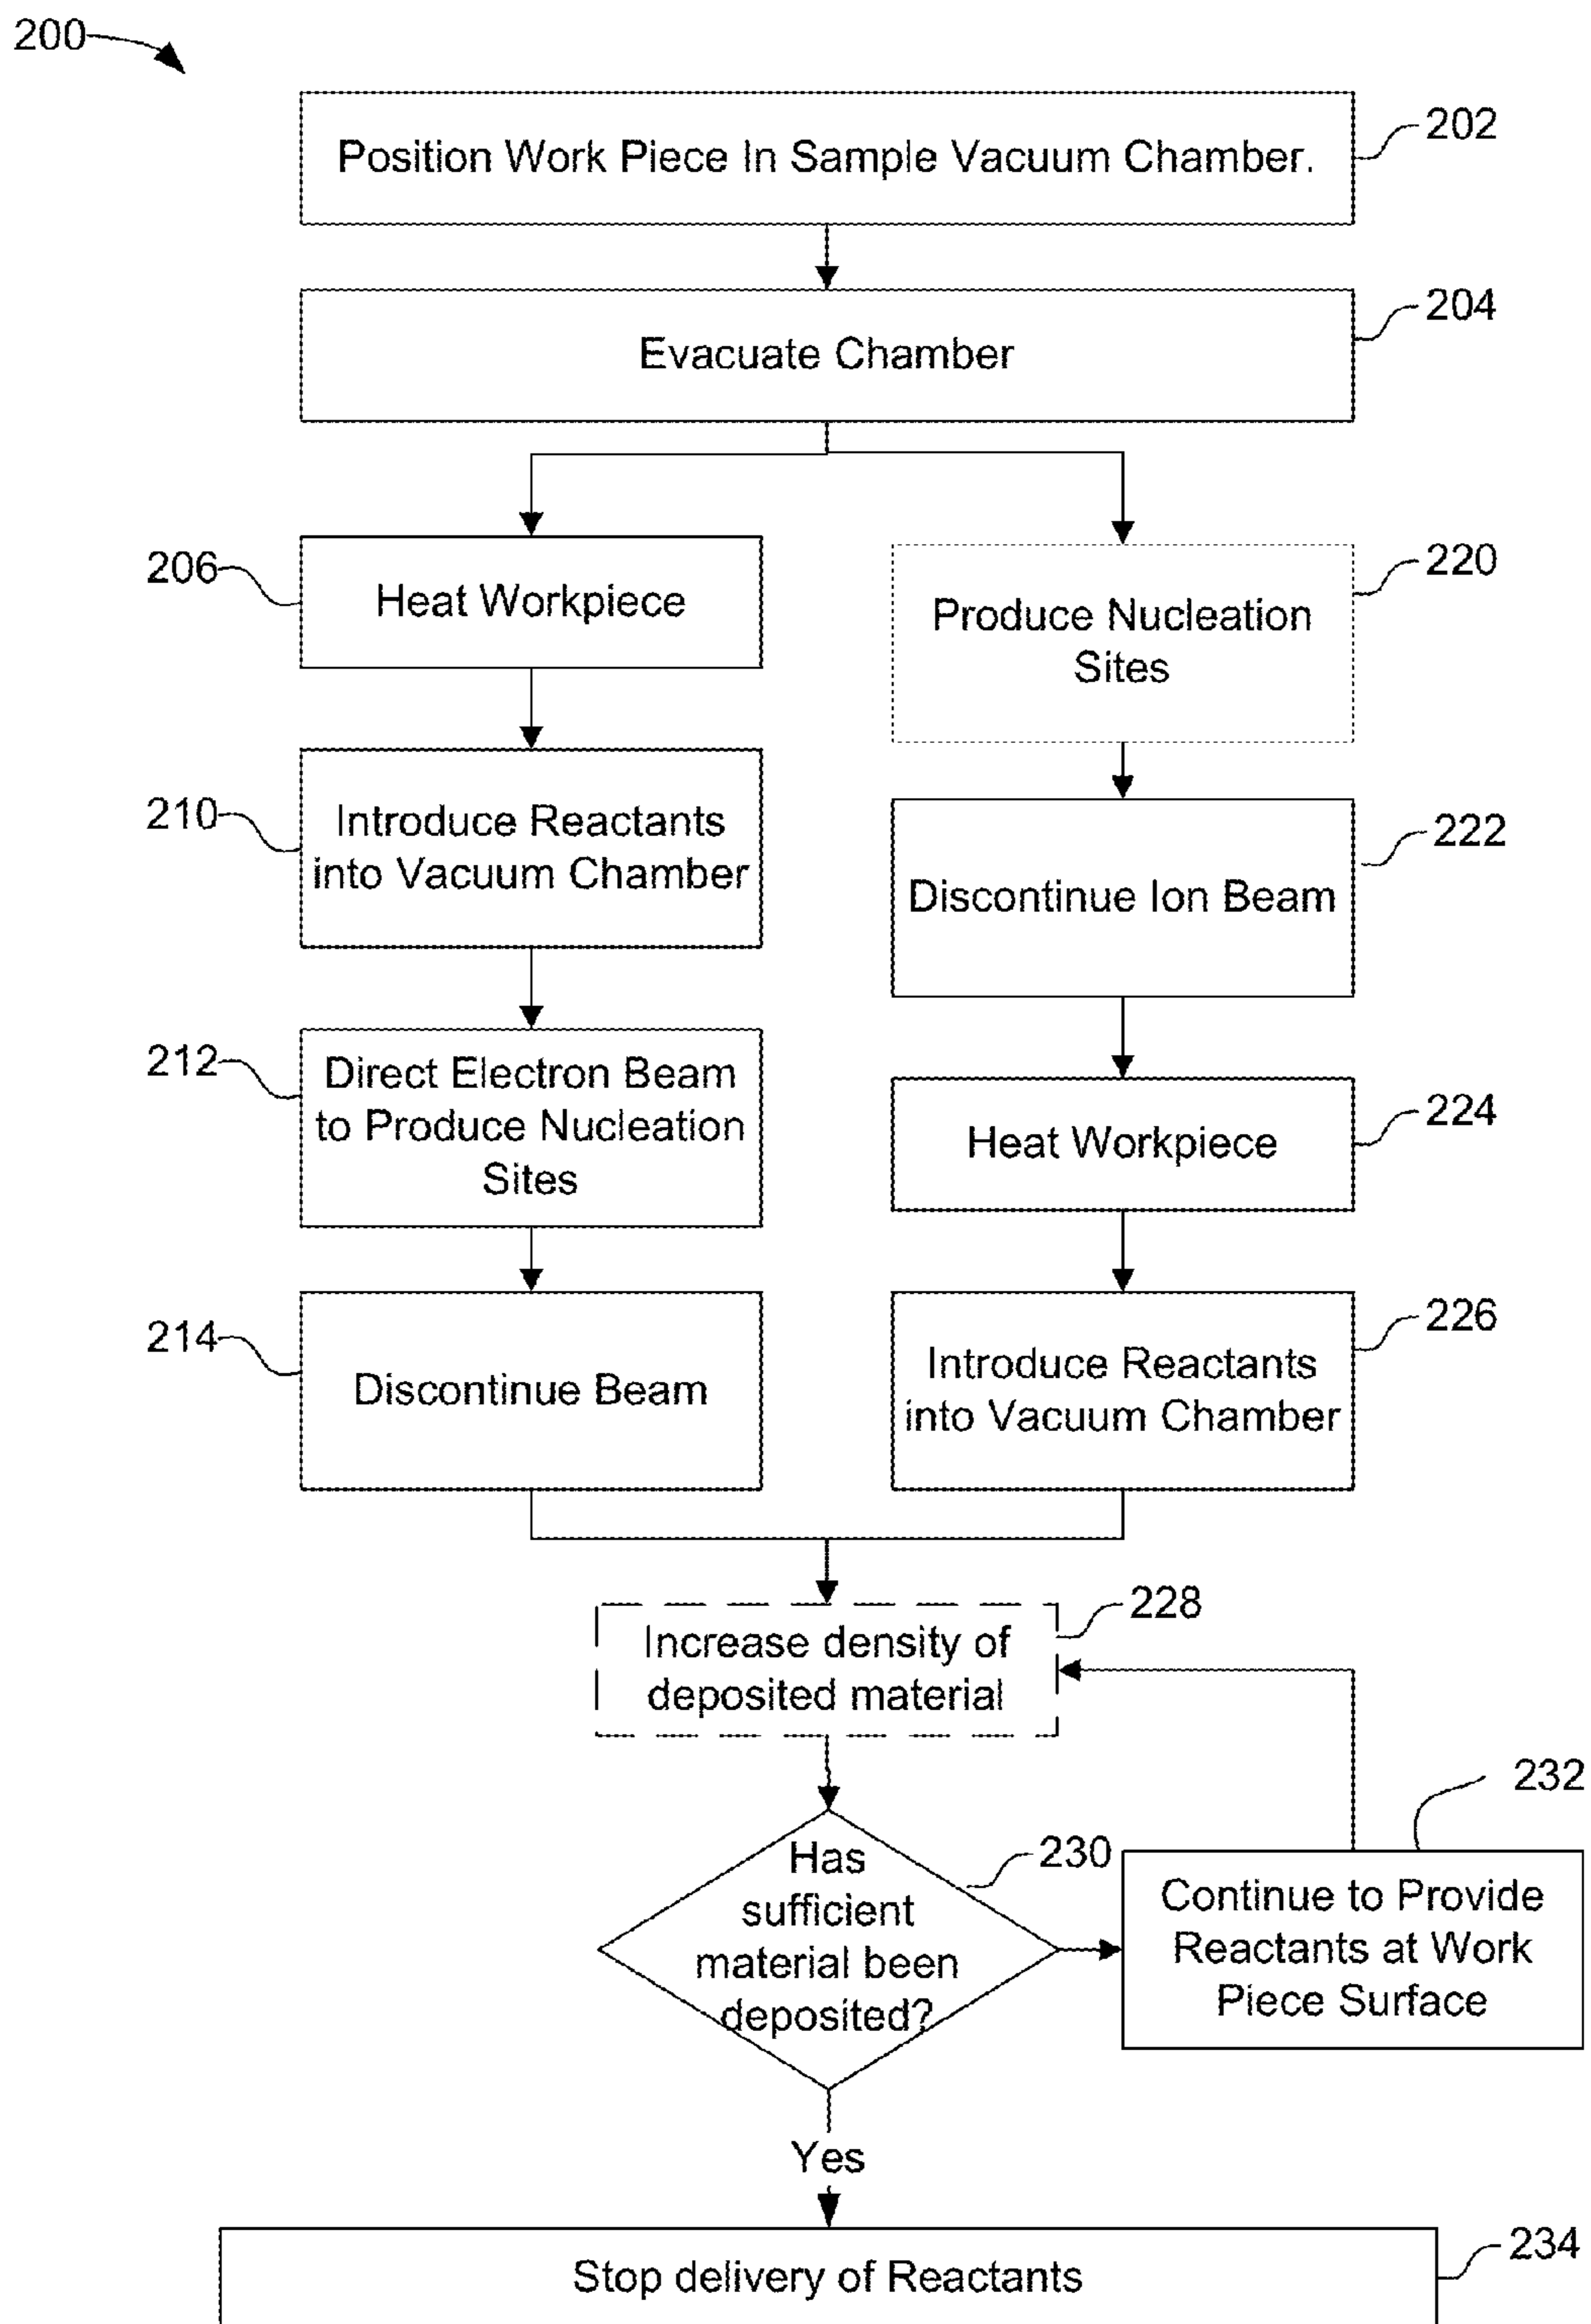 200
Position Work Piece In Sample Vacuum Chamber.
202
Evacuate Chamber
204
206
Heat Workpiece
Produce Nucleation
Sites
220
210
Introduce Reactants
into Vacuum Chamber
Discontinue Ion Beam
222
212
Direct Electron Beam
to Produce Nucleation
Sites
Heat Workpiece
224
214
Discontinue Beam
Introduce Reactants
into Vacuum Chamber
226
Increase density of
deposited material
228
Has
sufficient
material been
deposited?
230
232
Continue to Provide
Reactants at Work
Piece Surface
Yes
Stop delivery of Reactants
234